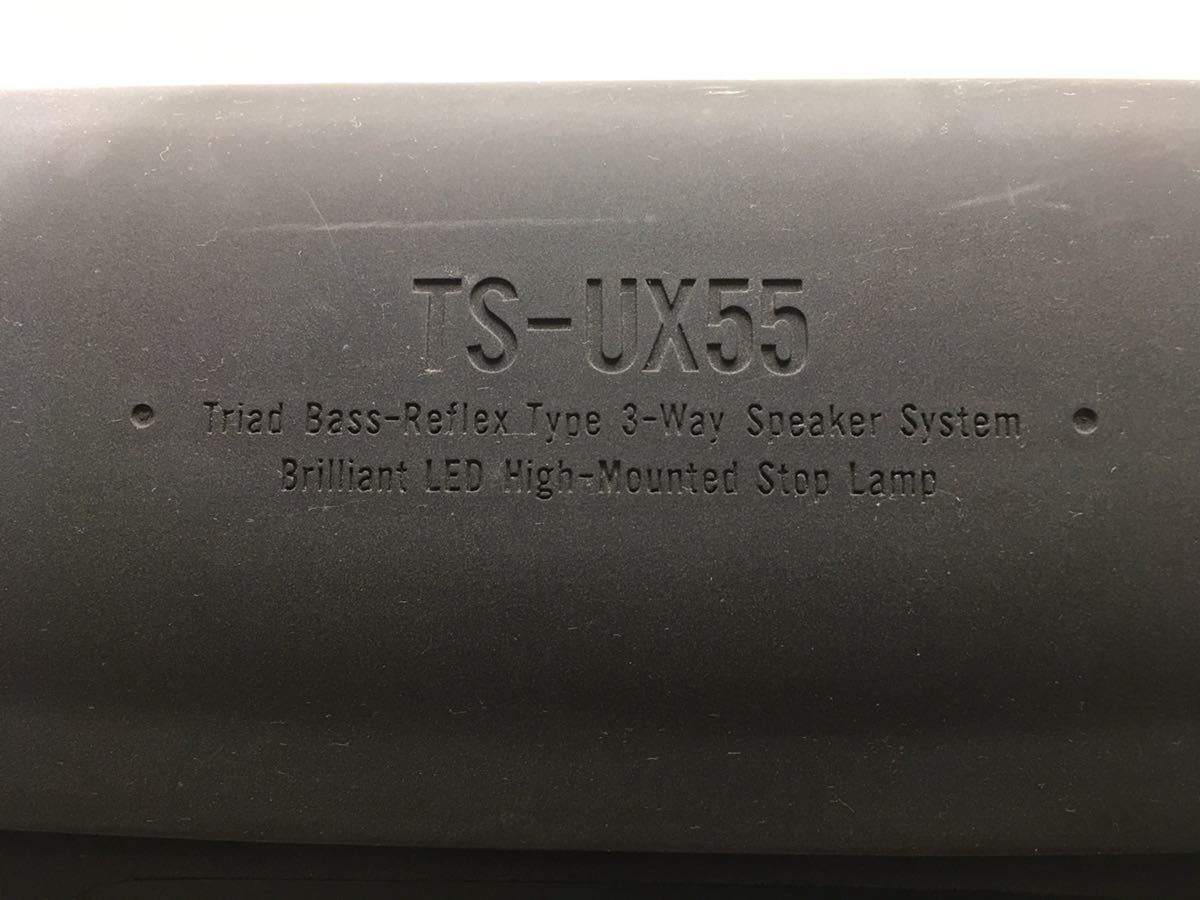 TS-UX55
Triad Bass-Reflex Type 3-Way Speaker System
Brilliant LED High-Mounted Stop Lamp